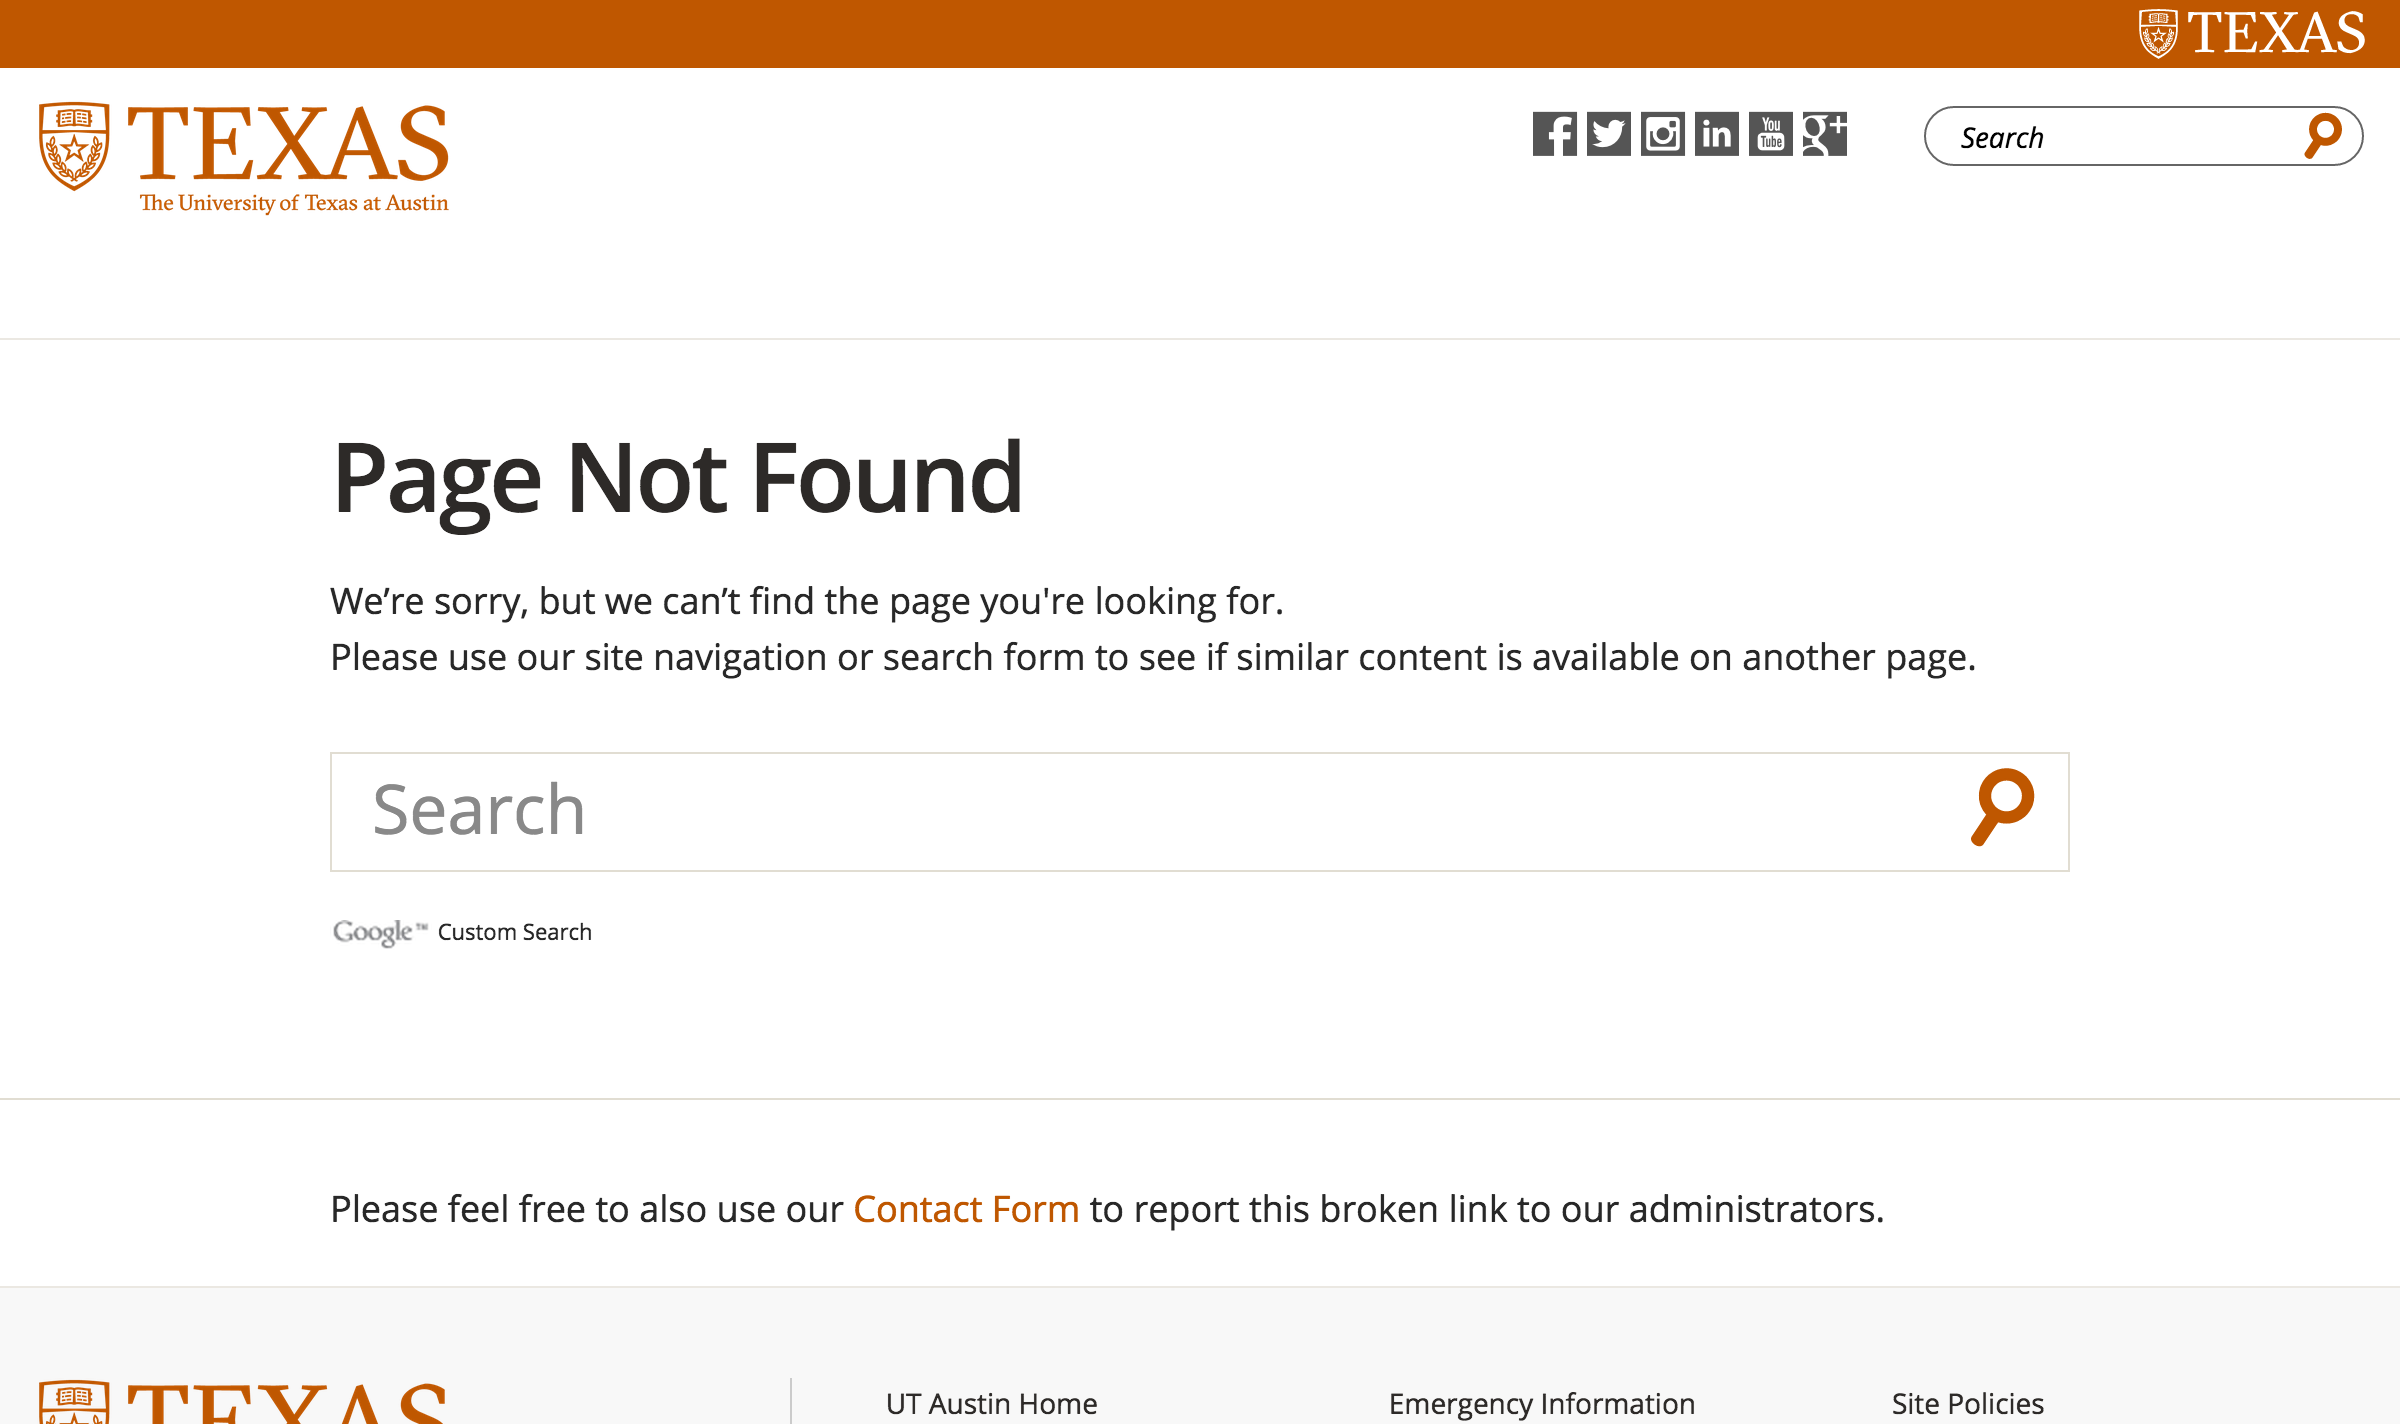 TEXAS
TEXAS
The University of Texas at Austin
f
in
You
Tube
g+
Search
Page Not Found
We’re sorry, but we can’t find the page you're looking for.
Please use our site navigation or search form to see if similar content is available on another page.
Search
Google™ Custom Search
Please feel free to also use our Contact Form to report this broken link to our administrators.
TEXAS
UT Austin Home
Emergency Information
Site Policies